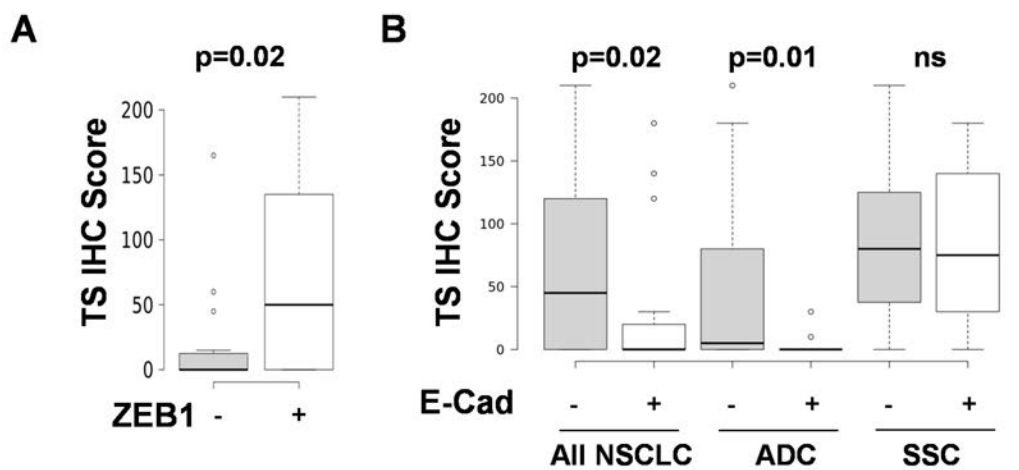 A
p=0.02
TS IHC Score
200
150
100
50
0
ZEB1 - +
B
p=0.02 p=0.01 ns
TS IHC Score
200
150
100
50
0
E-Cad - + - + - +
All NSCLC ADC SSC